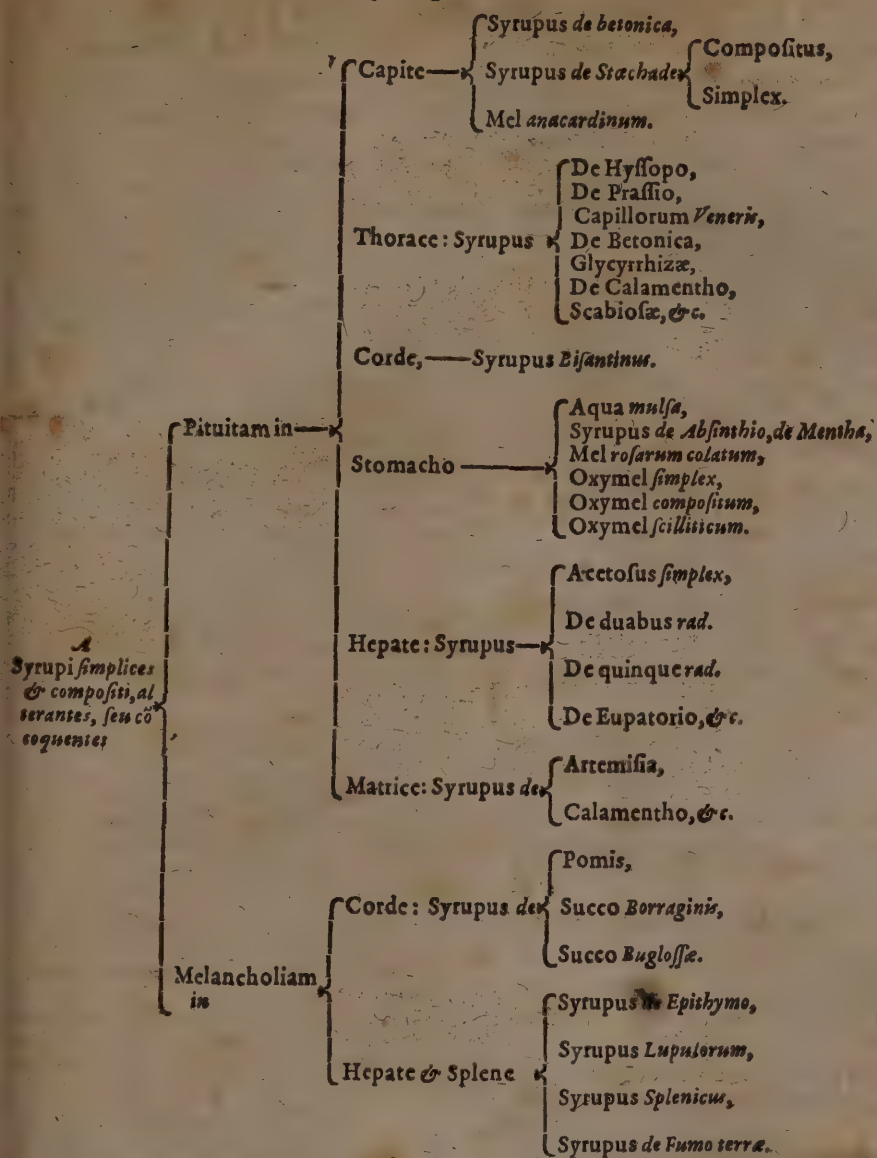 Syrupus de betonica,
Capite
Syrupus de Stœchade
Compoſitus,
Simplex.
Mel anacardinum.
Thorace: Syrupus
De Hyſſopo,
De Praſſio,
Capillorum Veneris,
De Betonica,
Glycyrrhizæ,
De Calamentho,
Scabioſæ, &c.
Corde, Syrupus Biſantinus.
Pituitam in
Stomacho
Aqua mulſa,
Syrupus de Abſinthio, de Mentha,
Mel roſarum colatum,
Oxymel ſimplex,
Oxymel compoſitum,
Oxymel ſcilliticum.
Hepate: Syrupus
Acetoſus ſimplex,
De duabus rad.
De quinque rad.
De Eupatorio, &c.
A
Syrupi ſimplices
& compoſiti, al
terantes, ſeu cō
coquentes
Matrice: Syrupus de
Artemiſia,
Calamentho, &c.
Melancholiam
in
Corde: Syrupus de
Pomis,
Succo Borraginis,
Succo Bugloſſæ.
Hepate & Splene
Syrupus de Epithymo,
Syrupus Lupulorum,
Syrupus Splenicus,
Syrupus de Fumo terræ.